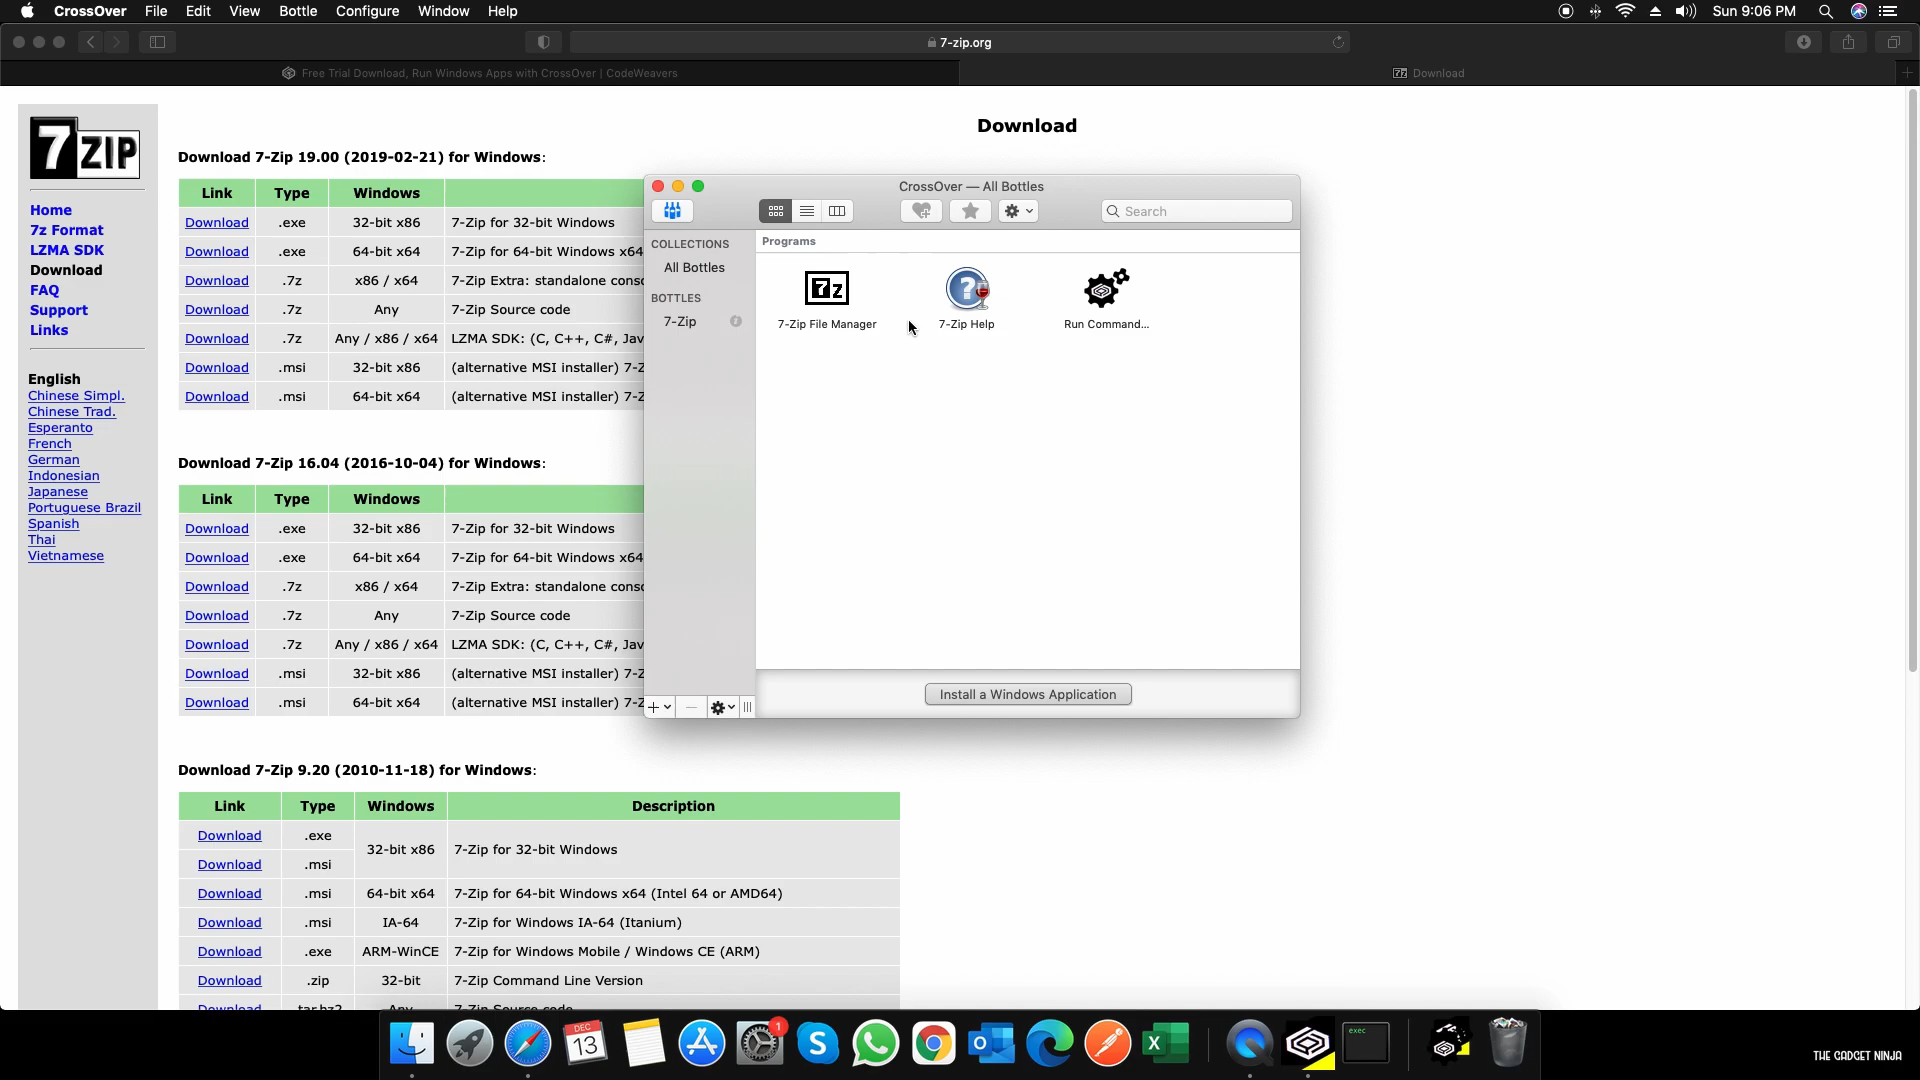 CrossOver File Edit View Bottle Configure Window Help
Sun 9:06 PM
7-zip.org
Free Trial Download, Run Windows Apps with CrossOver | CodeWeavers
7z Download
7ZIP
Home
7z Format
LZMA SDK
Download
FAQ
Support
Links
English
Chinese Simpl.
Chinese Trad.
Esperanto
French
German
Indonesian
Japanese
Portuguese Brazil
Spanish
Thai
Vietnamese
Download
Download 7-Zip 19.00 (2019-02-21) for Windows:
Link Type Windows
Download .exe 32-bit x86 7-Zip for 32-bit Windows
Download .exe 64-bit x64 7-Zip for 64-bit Windows x64
Download .7z x86 / x64 7-Zip Extra: standalone conso
Download .7z Any 7-Zip Source code
Download .7z Any / x86 / x64 LZMA SDK: (C, C++, C#, Jav
Download .msi 32-bit x86 (alternative MSI installer) 7-Z
Download .msi 64-bit x64 (alternative MSI installer) 7-Z
Download 7-Zip 16.04 (2016-10-04) for Windows:
Link Type Windows
Download .exe 32-bit x86 7-Zip for 32-bit Windows
Download .exe 64-bit x64 7-Zip for 64-bit Windows x64
Download .7z x86 / x64 7-Zip Extra: standalone conso
Download .7z Any 7-Zip Source code
Download .7z Any / x86 / x64 LZMA SDK: (C, C++, C#, Jav
Download .msi 32-bit x86 (alternative MSI installer) 7-Z
Download .msi 64-bit x64 (alternative MSI installer) 7-Z
Download 7-Zip 9.20 (2010-11-18) for Windows:
Link Type Windows Description
Download .exe 32-bit x86 7-Zip for 32-bit Windows
Download .msi
Download .msi 64-bit x64 7-Zip for 64-bit Windows x64 (Intel 64 or AMD64)
Download .msi IA-64 7-Zip for Windows IA-64 (Itanium)
Download .exe ARM-WinCE 7-Zip for Windows Mobile / Windows CE (ARM)
Download .zip 32-bit 7-Zip Command Line Version
Download .tar.bz2 Any 7-Zip Source code
CrossOver — All Bottles
Search
COLLECTIONS
All Bottles
BOTTLES
7-Zip
Programs
7z
7-Zip File Manager
7-Zip Help
Run Command...
Install a Windows Application
DEC
13
1
exec
THE GADGET NINJA